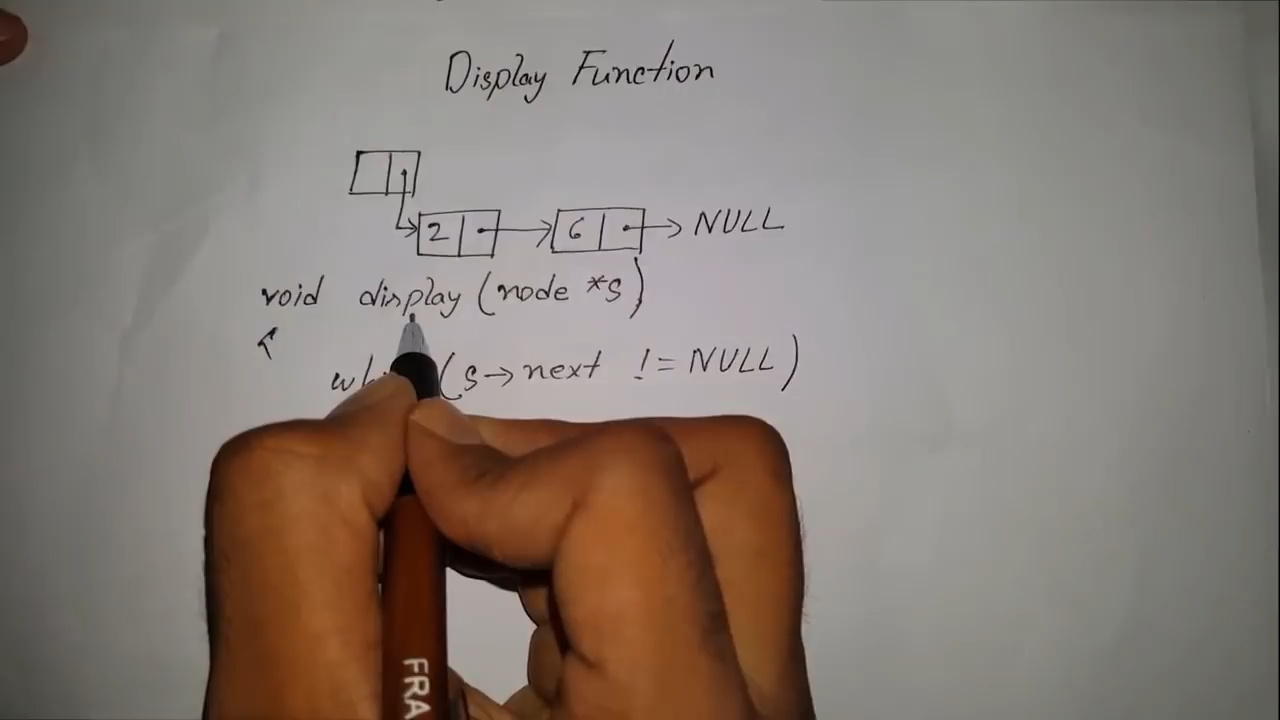 Display Function
2 6 NULL
void display (node *s)
{
(s→next != NULL)
FRA